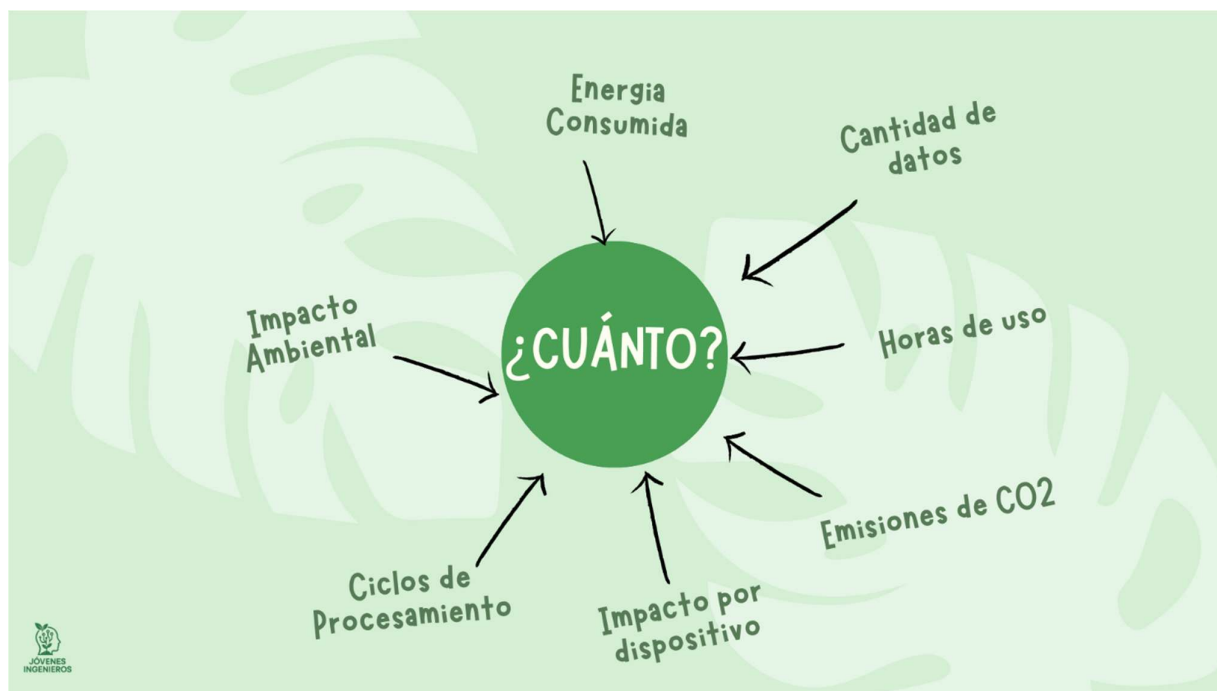 Energia
Consumida
Cantidad de
datos
Impacto
Ambiental
¿CUÁNTO?
Horas de uso
Emisiones de CO2
Ciclos de
Procesamiento
Impacto por
dispositivo
JÓVENES
INGENIEROS